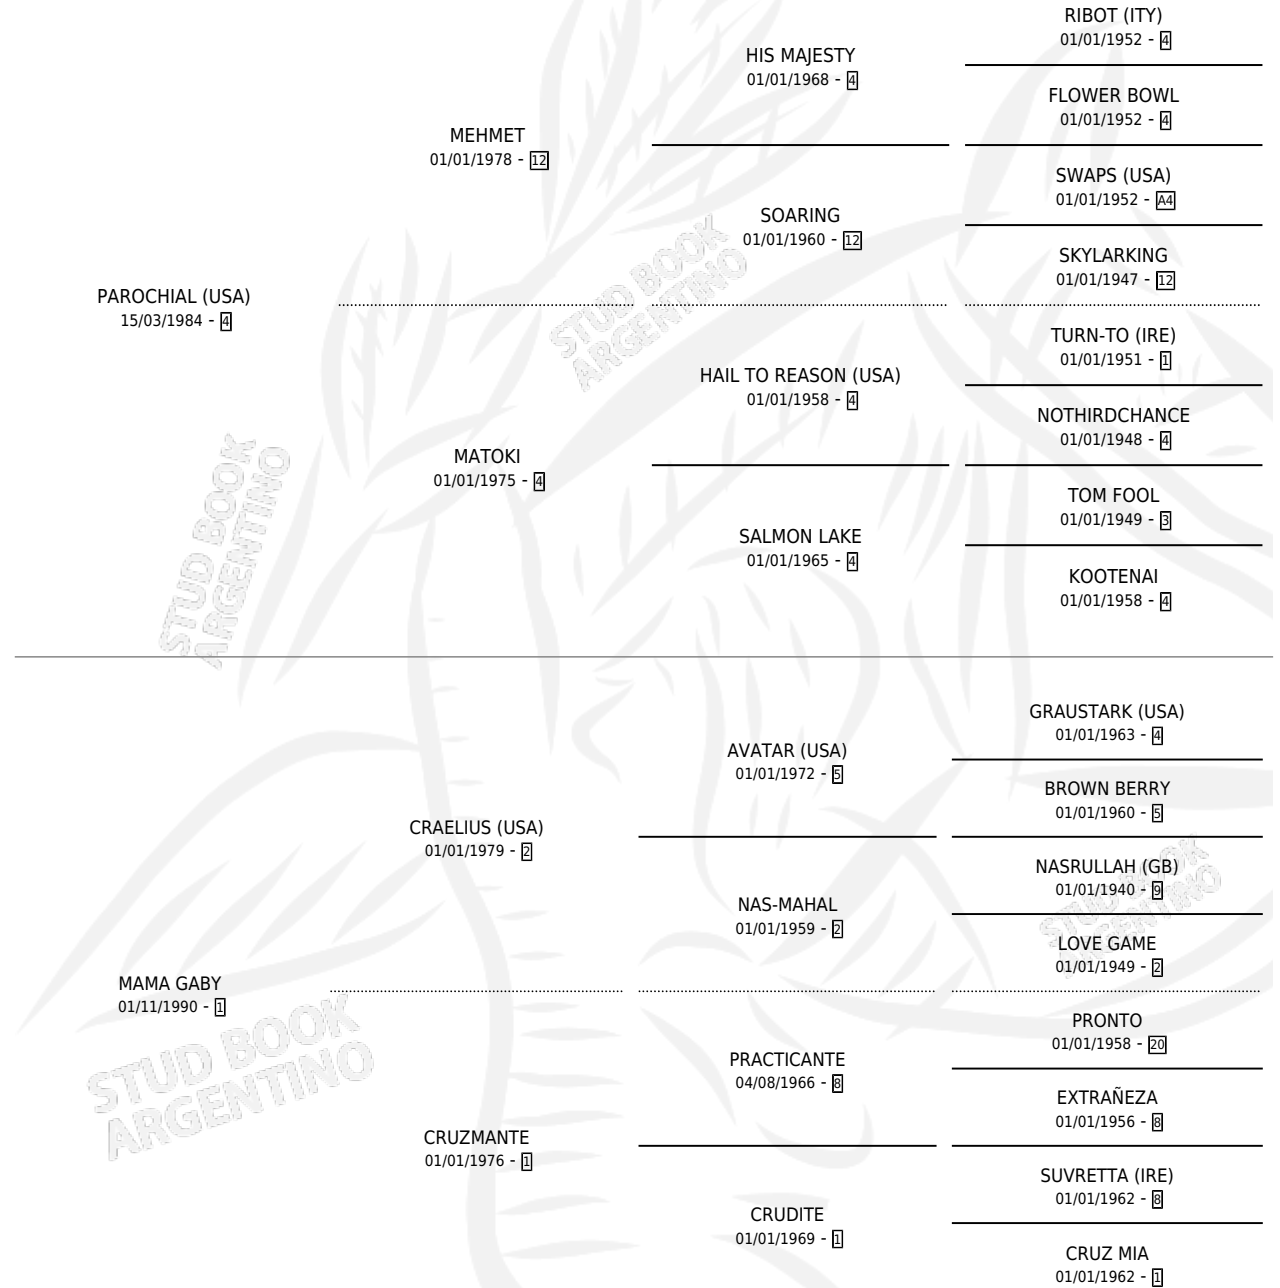 RIBOT (ITY)
01/01/1952 - 4
HIS MAJESTY
01/01/1968 - 4
FLOWER BOWL
01/01/1952 - 4
MEHMET
01/01/1978 - 12
SWAPS (USA)
01/01/1952 - A4
SOARING
01/01/1960 - 12
SKYLARKING
01/01/1947 - 12
PAROCHIAL (USA)
15/03/1984 - 4
STUD BOOK
ARGENTINO
TURN-TO (IRE)
01/01/1951 - 1
HAIL TO REASON (USA)
01/01/1958 - 4
NOTHIRDCHANCE
01/01/1948 - 4
MATOKI
01/01/1975 - 4
TOM FOOL
01/01/1949 - 3
SALMON LAKE
01/01/1965 - 4
KOOTENAI
01/01/1958 - 4
STUD BOOK
ARGENTINO
GRAUSTARK (USA)
01/01/1963 - 4
AVATAR (USA)
01/01/1972 - 5
BROWN BERRY
01/01/1960 - 5
CRAELIUS (USA)
01/01/1979 - 2
NASRULLAH (GB)
01/01/1940 - 9
NAS-MAHAL
01/01/1959 - 2
STUD BOOK
ARGENTINO
LOVE GAME
01/01/1949 - 2
MAMA GABY
01/11/1990 - 1
PRONTO
01/01/1958 - 20
PRACTICANTE
04/08/1966 - 8
STUD BOOK
ARGENTINO
EXTRAÑEZA
01/01/1956 - 8
CRUZMANTE
01/01/1976 - 1
SUVRETTA (IRE)
01/01/1962 - 8
CRUDITE
01/01/1969 - 1
CRUZ MIA
01/01/1962 - 1